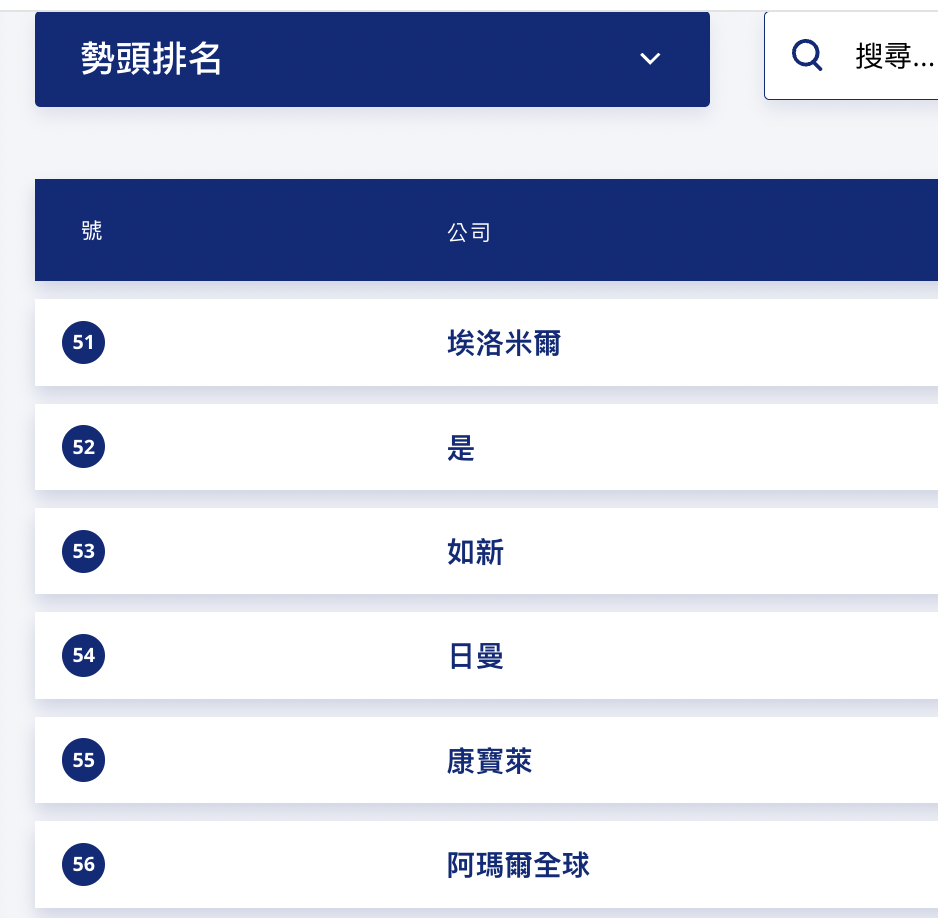 勢頭排名
搜尋...
號 公司
51 埃洛米爾
52 是
53 如新
54 日曼
55 康寶萊
56 阿瑪爾全球